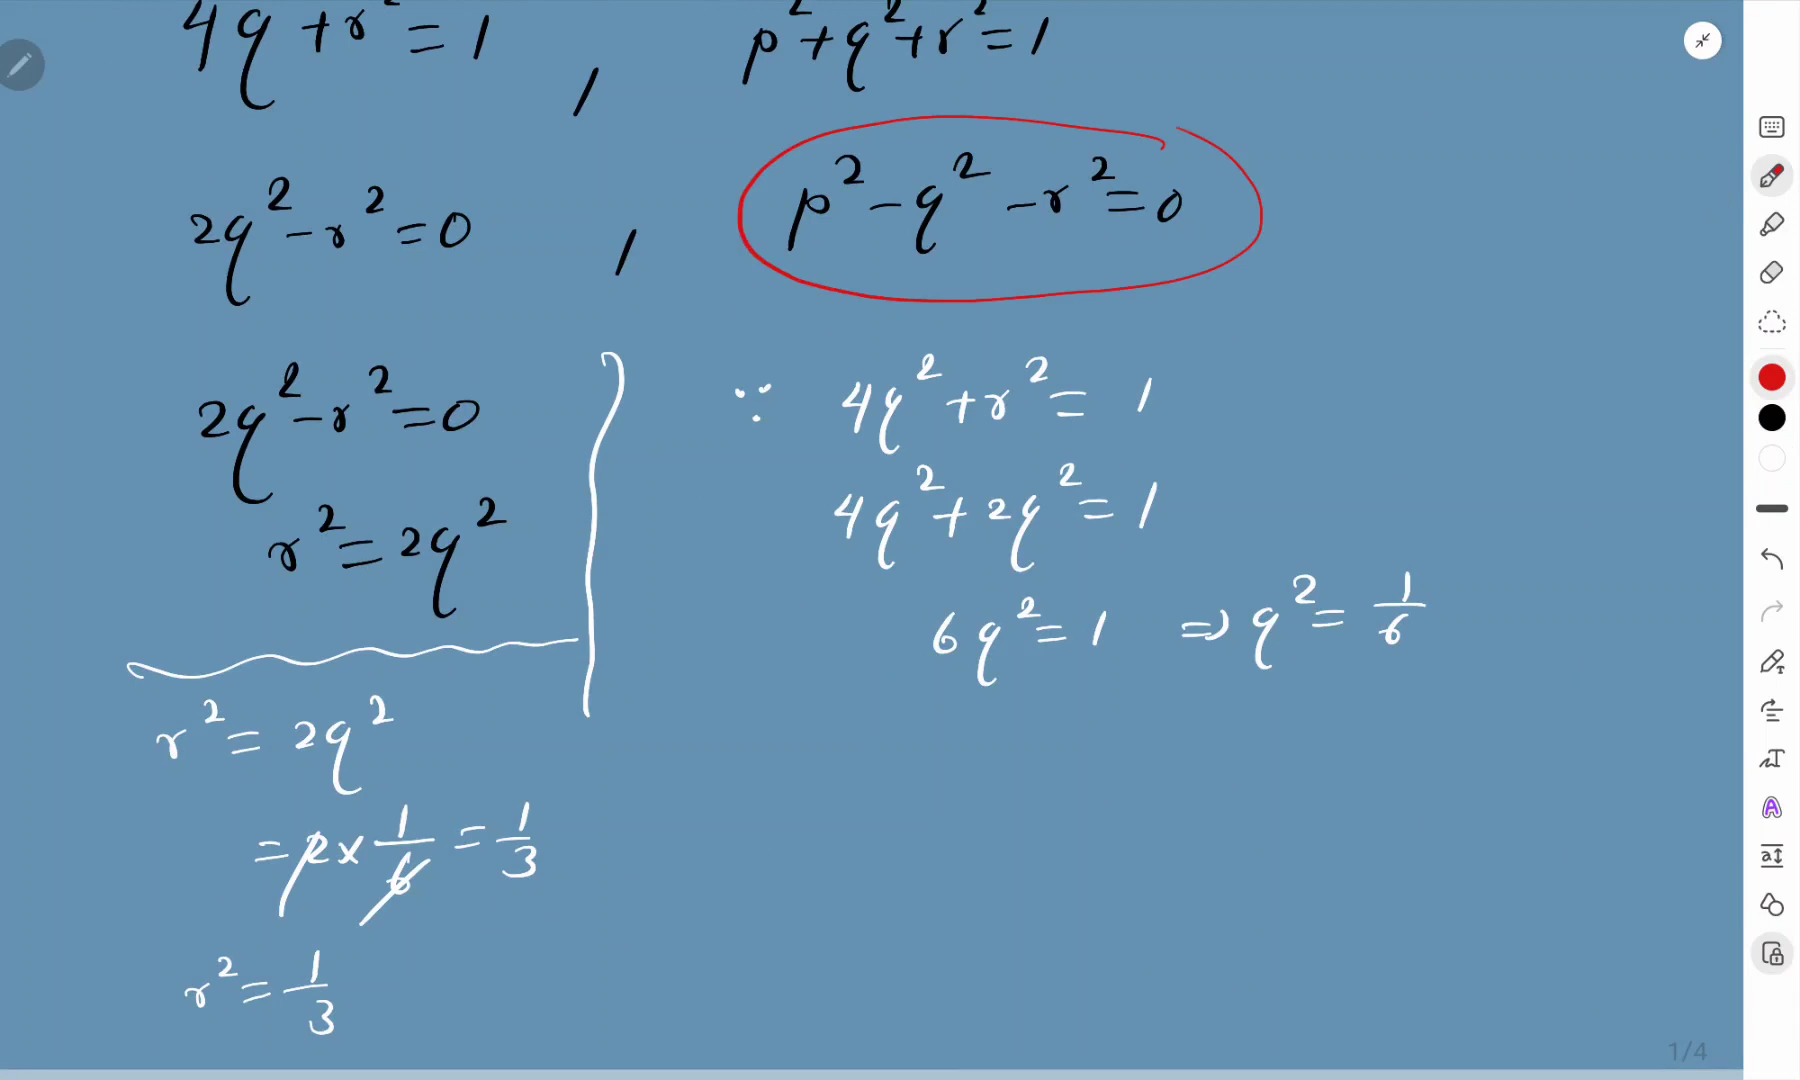 4q² + r² = 1 , p² + q² + r² = 1
2q² - r² = 0 , p² - q² - r² = 0
2q² - r² = 0
r² = 2q²
∵ 4q² + r² = 1
4q² + 2q² = 1
6q² = 1 ⇒ q² = 1/6
r² = 2q²
= 2 × 1/6 = 1/3
r² = 1/3
1/4